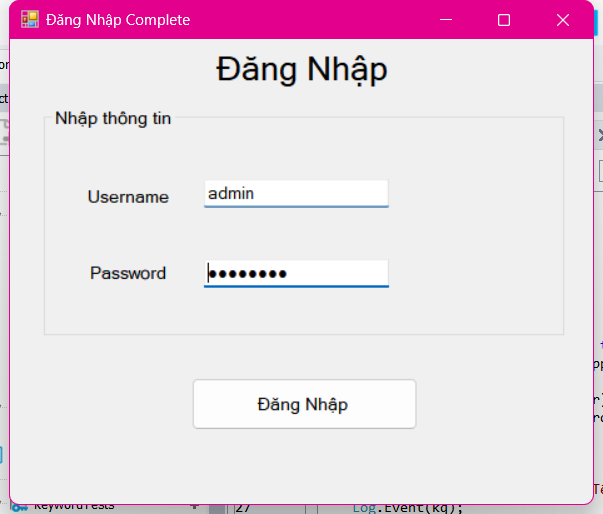 Đăng Nhập Complete
Đăng Nhập
Nhập thông tin
Username admin
Password ●●●●●●●●
Đăng Nhập
KeywordTests
27 Log.Event(kq);